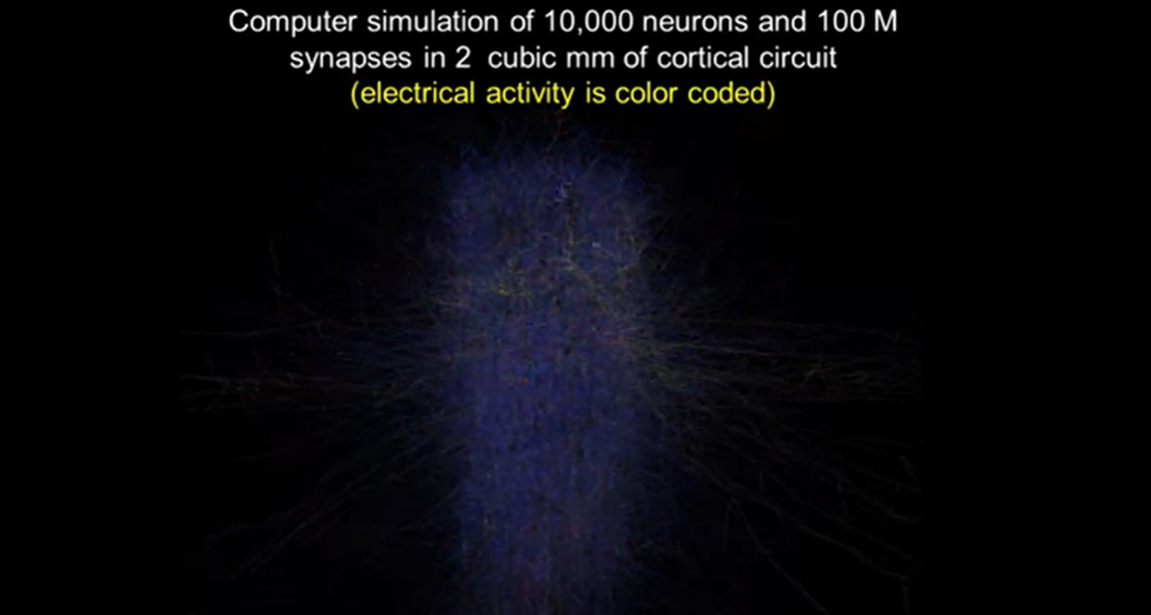 Computer simulation of 10,000 neurons and 100 M
synapses in 2 cubic mm of cortical circuit
(electrical activity is color coded)